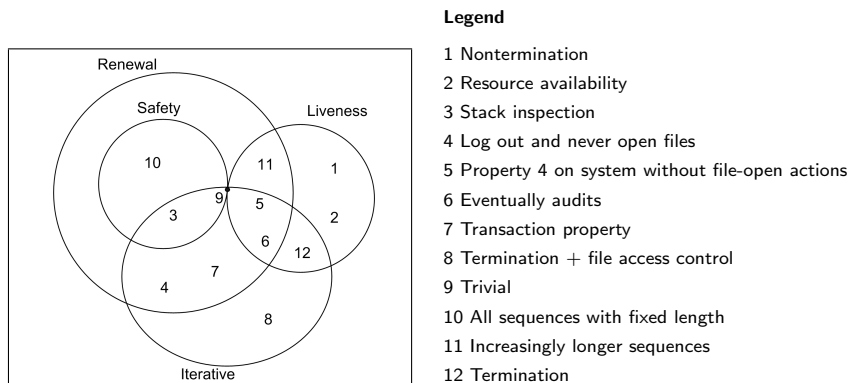 Legend
Renewal
Safety
Liveness
10
11
1
9
5
3
2
6
12
7
4
8
Iterative
1 Nontermination
2 Resource availability
3 Stack inspection
4 Log out and never open files
5 Property 4 on system without file-open actions
6 Eventually audits
7 Transaction property
8 Termination + file access control
9 Trivial
10 All sequences with fixed length
11 Increasingly longer sequences
12 Termination